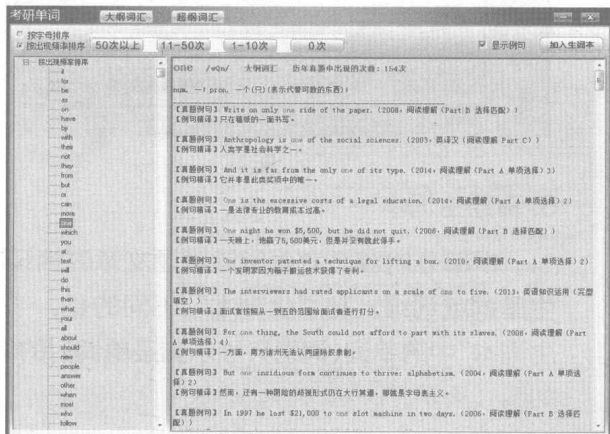 考研单词
大纲词汇
超纲词汇
按字母排序
按出现频率排序
50次以上
11-50次
1-10次
0次
显示例句
加入生词本
按出现频率排序
it
for
be
as
on
have
by
with
their
not
they
from
but
or
can
more
one
which
you
at
text
will
do
this
than
what
your
all
about
should
new
people
answer
other
when
most
who
follow
one /wQn/ 大纲词汇 历年真题中出现的次数: 154次
num. 一; pron. 一个(只)(表示代替可数的东西);
【真题例句】 Write on only one side of the paper. (2008, 阅读理解 (Part B 选择匹配))
【例句精译】 只在纸张的一面书写。
【真题例句】 Anthropology is one of the social sciences. (2003, 英译汉 (阅读理解 Part C))
【例句精译】 人类学是社会科学之一。
【真题例句】 And it is far from the only one of its type. (2014, 阅读理解 (Part A 单项选择) 3)
【例句精译】 它并非是此类奖项中的唯一。
【真题例句】 One is the excessive costs of a legal education. (2014, 阅读理解 (Part A 单项选择) 2)
【例句精译】 一是法律专业的教育成本过高。
【真题例句】 One night he won $5,500, but he did not quit. (2006, 阅读理解 (Part B 选择匹配))
【例句精译】 一天晚上, 他赢了5,500美元, 但是并没有就此停手。
【真题例句】 One inventor patented a technique for lifting a box. (2010, 阅读理解 (Part A 单项选择) 2)
【例句精译】 一个发明家因为箱子搬运技术获得了专利。
【真题例句】 The interviewers had rated applicants on a scale of one to five. (2013, 英语知识运用 (完型
填空))
【例句精译】 面试官按照从一到五的范围给面试者进行打分。
【真题例句】 For one thing, the South could not afford to part with its slaves. (2008, 阅读理解 (Part
A 单项选择) 4)
【例句精译】 一方面, 南方诸州无法认同废除奴隶制。
【真题例句】 But one insidious form continues to thrive: alphabetism. (2004, 阅读理解 (Part A 单项选
择) 2)
【例句精译】 然而, 还有一种阴险的歧视形式仍在大行其道, 那就是字母表主义。
【真题例句】 In 1997 he lost $21,000 to one slot machine in two days. (2006, 阅读理解 (Part B 选择匹
配))